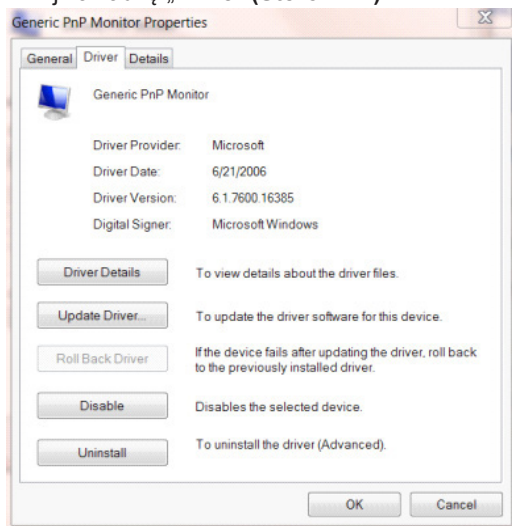 Generic PnP Monitor Properties
General Driver Details
Generic PnP Monitor
Driver Provider: Microsoft
Driver Date: 6/21/2006
Driver Version: 6.1.7600.16385
Digital Signer: Microsoft Windows
Driver Details To view details about the driver files.
Update Driver... To update the driver software for this device.
Roll Back Driver If the device fails after updating the driver, roll back
to the previously installed driver.
Disable Disables the selected device.
Uninstall To uninstall the driver (Advanced).
OK Cancel